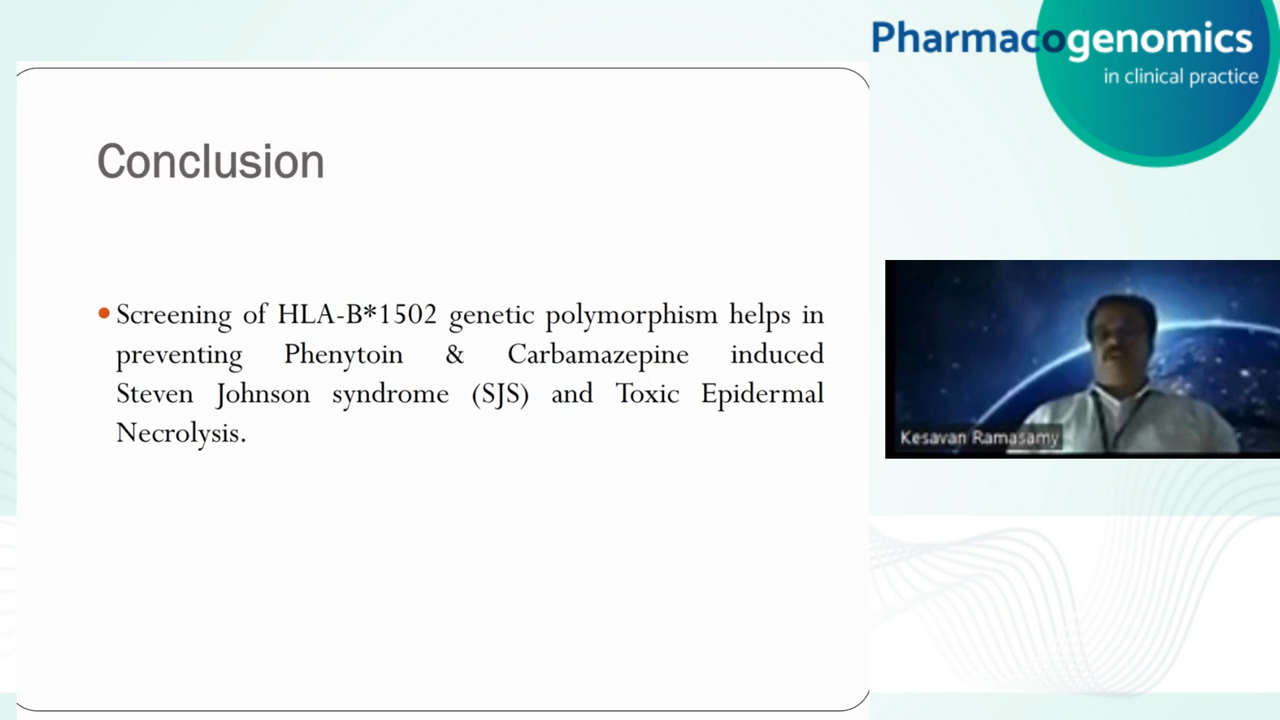 Pharmacogenomics
in clinical practice
Conclusion
Screening of HLA-B*1502 genetic polymorphism helps in
preventing Phenytoin & Carbamazepine induced
Steven Johnson syndrome (SJS) and Toxic Epidermal
Necrolysis.
Kesavan Ramasamy